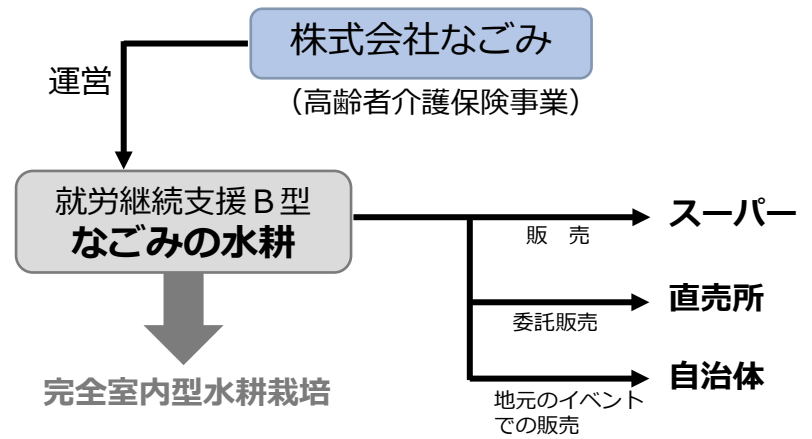 株式会社なごみ
運営
（高齢者介護保険事業）
就労継続支援Ｂ型
なごみの水耕
スーパー
販　売
直売所
委託販売
自治体
地元のイベント
での販売
完全室内型水耕栽培